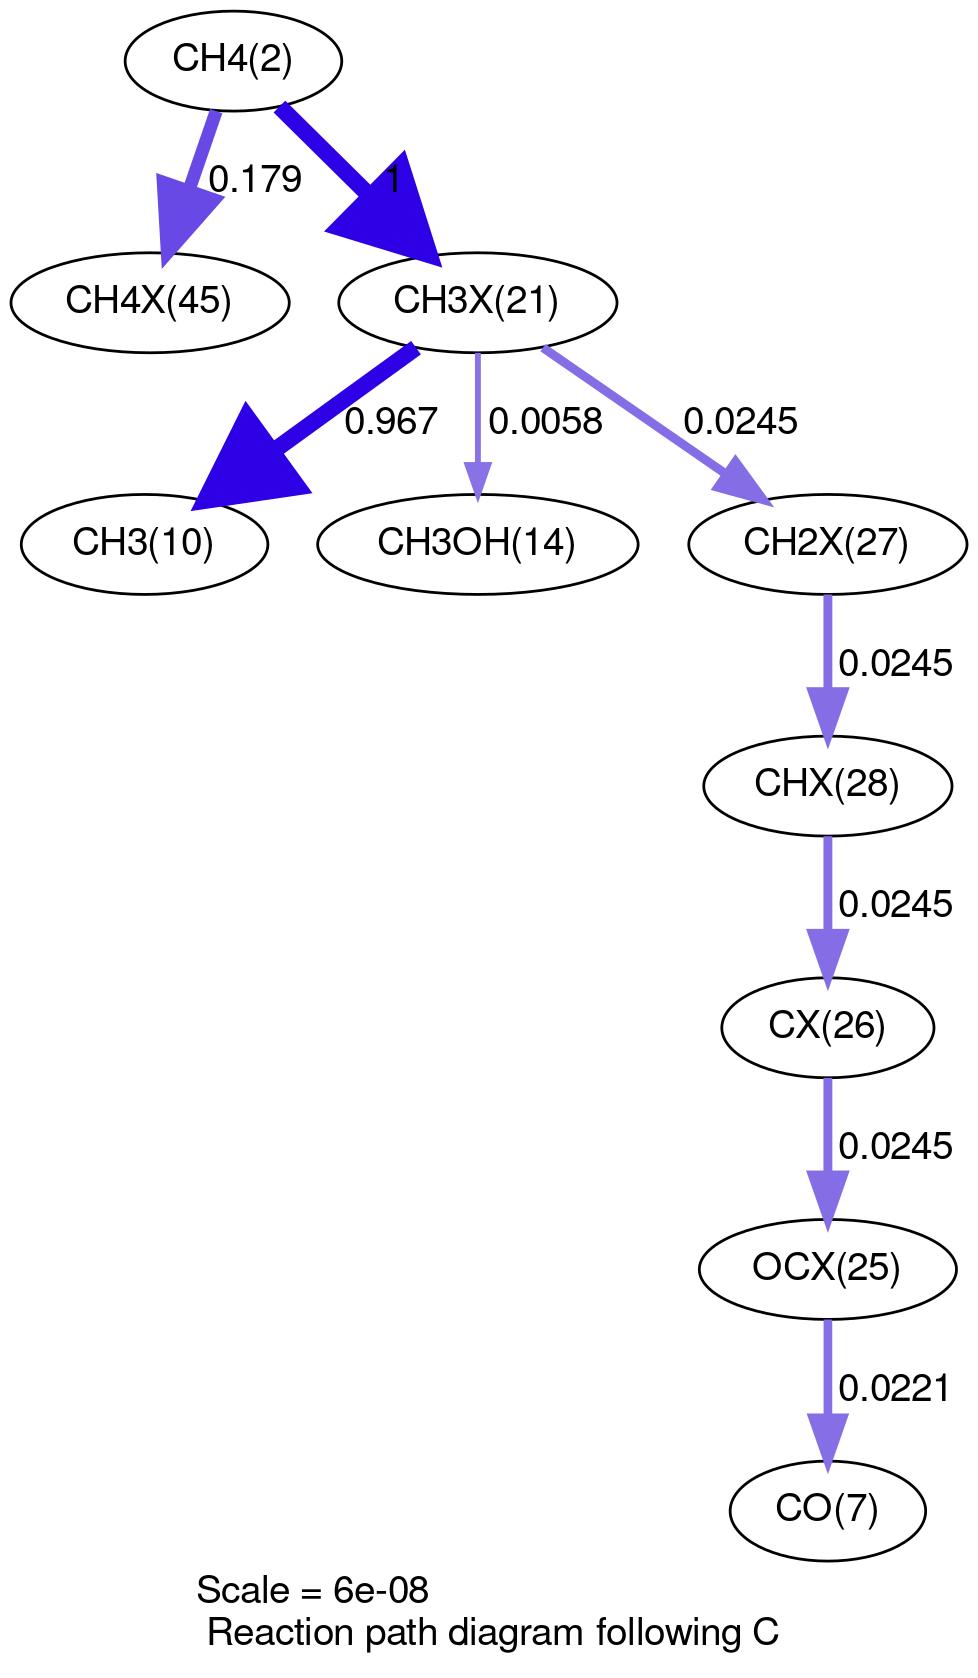 CH4(2)
0.179
1
CH4X(45)
CH3X(21)
0.967
0.0058
0.0245
CH3(10)
CH3OH(14)
CH2X(27)
0.0245
CHX(28)
0.0245
CX(26)
0.0245
OCX(25)
0.0221
CO(7)
Scale = 6e-08
Reaction path diagram following C